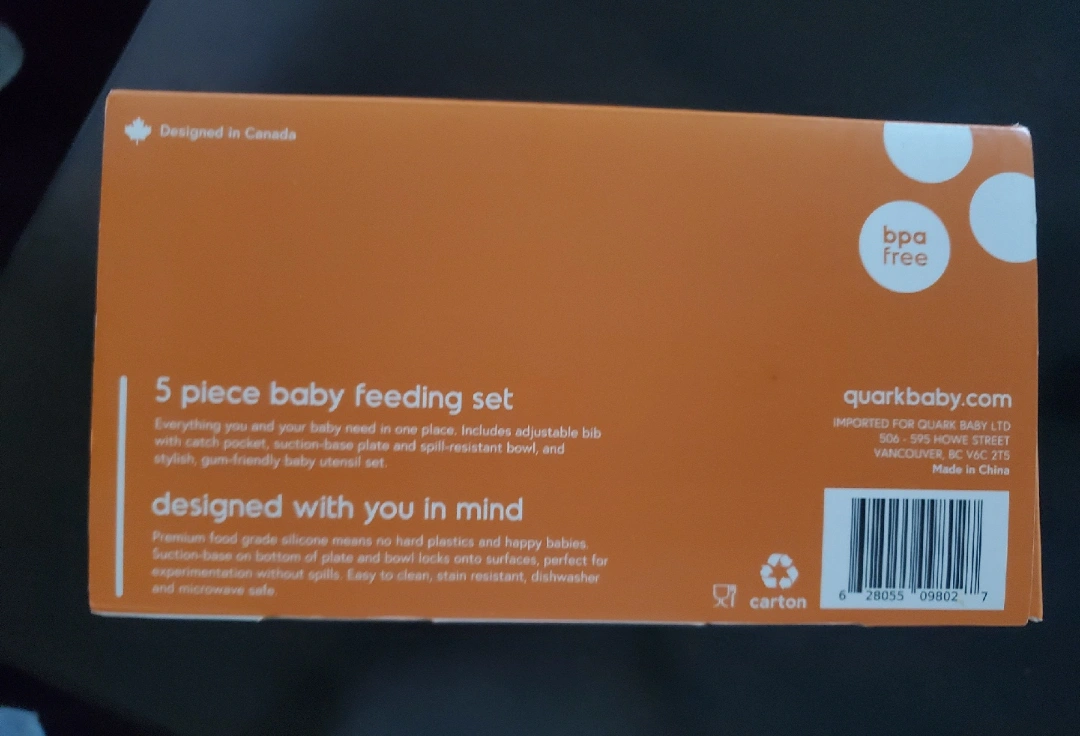 Designed in Canada
bpa
free
5 piece baby feeding set
Everything you and your baby need in one place. Includes adjustable bib
with catch pocket, suction-base plate and spill-resistant bowl, and
stylish, gum-friendly baby utensil set.
designed with you in mind
Premium food grade silicone means no hard plastics and happy babies.
Suction-base on bottom of plate and bowl locks onto surfaces, perfect for
experimentation without spills. Easy to clean, stain resistant, dishwasher
and microwave safe.
quarkbaby.com
IMPORTED FOR QUARK BABY LTD
506 - 595 HOWE STREET
VANCOUVER, BC V6C 2T5
Made in China
carton
6 28055 09802 7